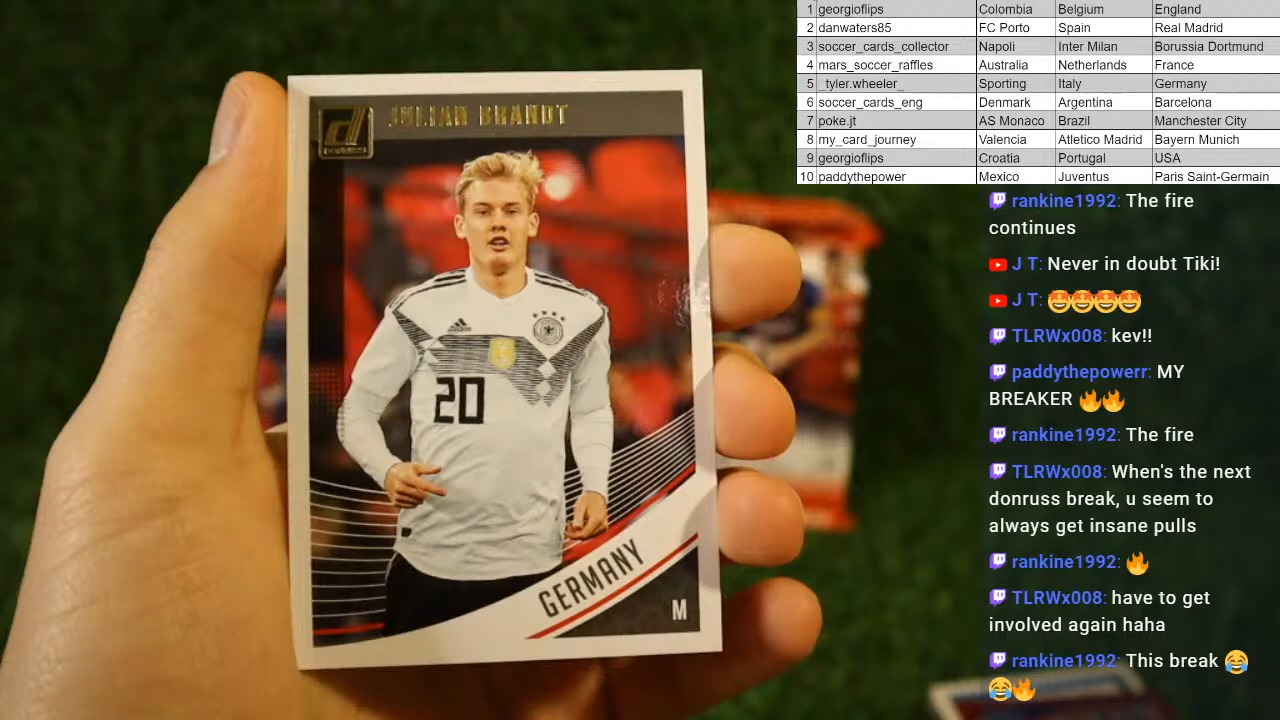 1 georgioflips Colombia Belgium England
2 danwaters85 FC Porto Spain Real Madrid
3 soccer_cards_collector Napoli Inter Milan Borussia Dortmund
4 mars_soccer_raffles Australia Netherlands France
5 _tyler.wheeler_ Sporting Italy Germany
6 soccer_cards_eng Denmark Argentina Barcelona
7 poke.jt AS Monaco Brazil Manchester City
8 my_card_journey Valencia Atletico Madrid Bayern Munich
9 georgioflips Croatia Portugal USA
10 paddythepower Mexico Juventus Paris Saint-Germain
d
DONRUSS
JULIAN BRANDT
adidas
20
GERMANY
M
rankine1992: The fire
continues
J T: Never in doubt Tiki!
J T: 🤩🤩🤩🤩
TLRWx008: kev!!
paddythepowerr: MY
BREAKER 🔥🔥
rankine1992: The fire
TLRWx008: When's the next
donruss break, u seem to
always get insane pulls
rankine1992: 🔥
TLRWx008: have to get
involved again haha
rankine1992: This break 😂
😂🔥